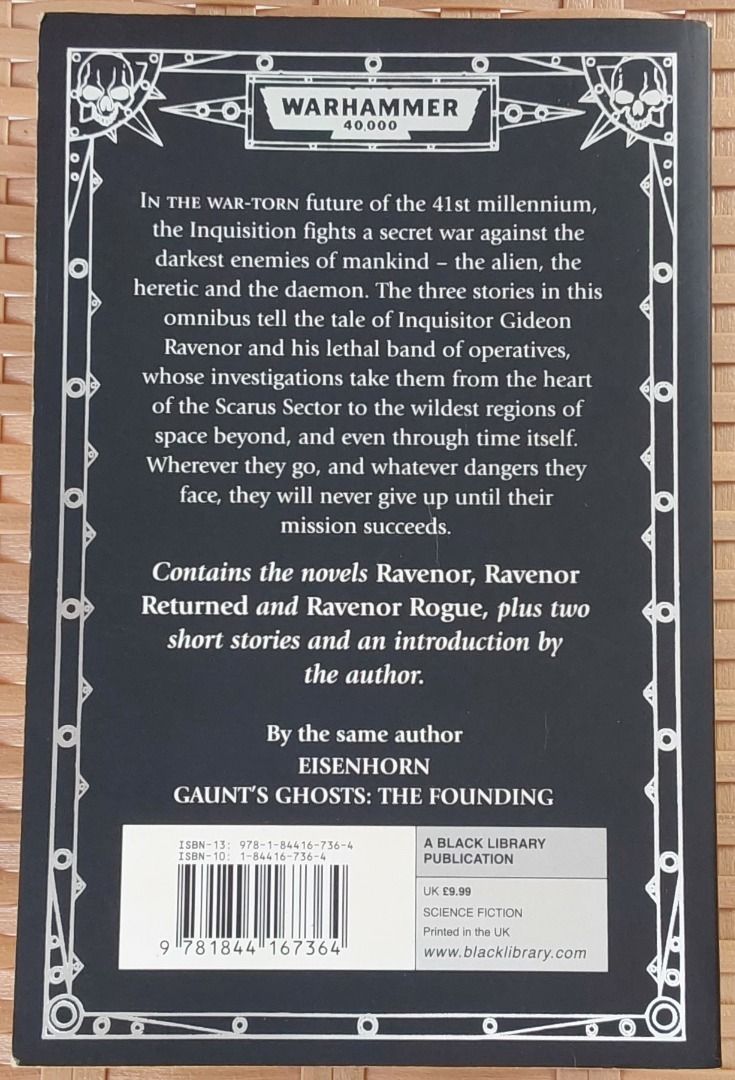 WARHAMMER
40,000
IN THE WAR-TORN future of the 41st millennium,
the Inquisition fights a secret war against the
darkest enemies of mankind – the alien, the
heretic and the daemon. The three stories in this
omnibus tell the tale of Inquisitor Gideon
Ravenor and his lethal band of operatives,
whose investigations take them from the heart
of the Scarus Sector to the wildest regions of
space beyond, and even through time itself.
Wherever they go, and whatever dangers they
face, they will never give up until their
mission succeeds.
Contains the novels Ravenor, Ravenor
Returned and Ravenor Rogue, plus two
short stories and an introduction by
the author.
By the same author
EISENHORN
GAUNT'S GHOSTS: THE FOUNDING
ISBN-13: 978-1-84416-736-4
ISBN-10: 1-84416-736-4
9 781844 167364
A BLACK LIBRARY
PUBLICATION
UK £9.99
SCIENCE FICTION
Printed in the UK
www.blacklibrary.com